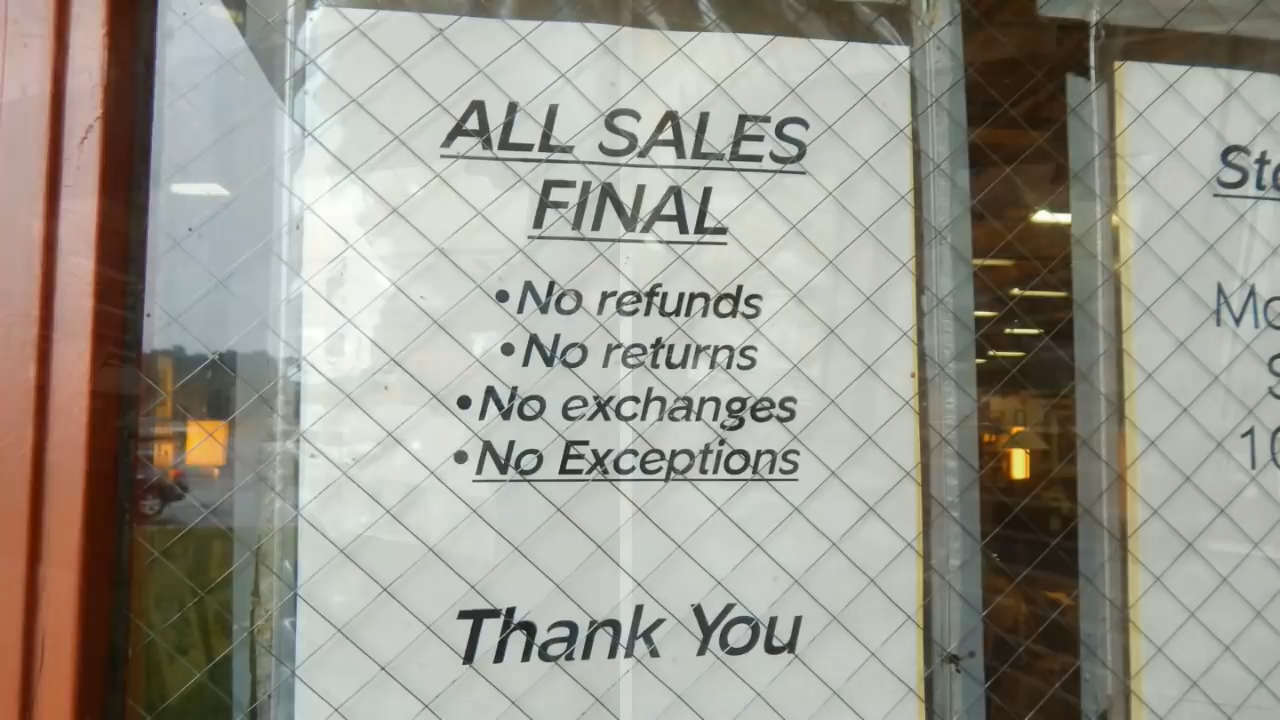 ALL SALES
FINAL
•No refunds
•No returns
•No exchanges
•No Exceptions
Thank You